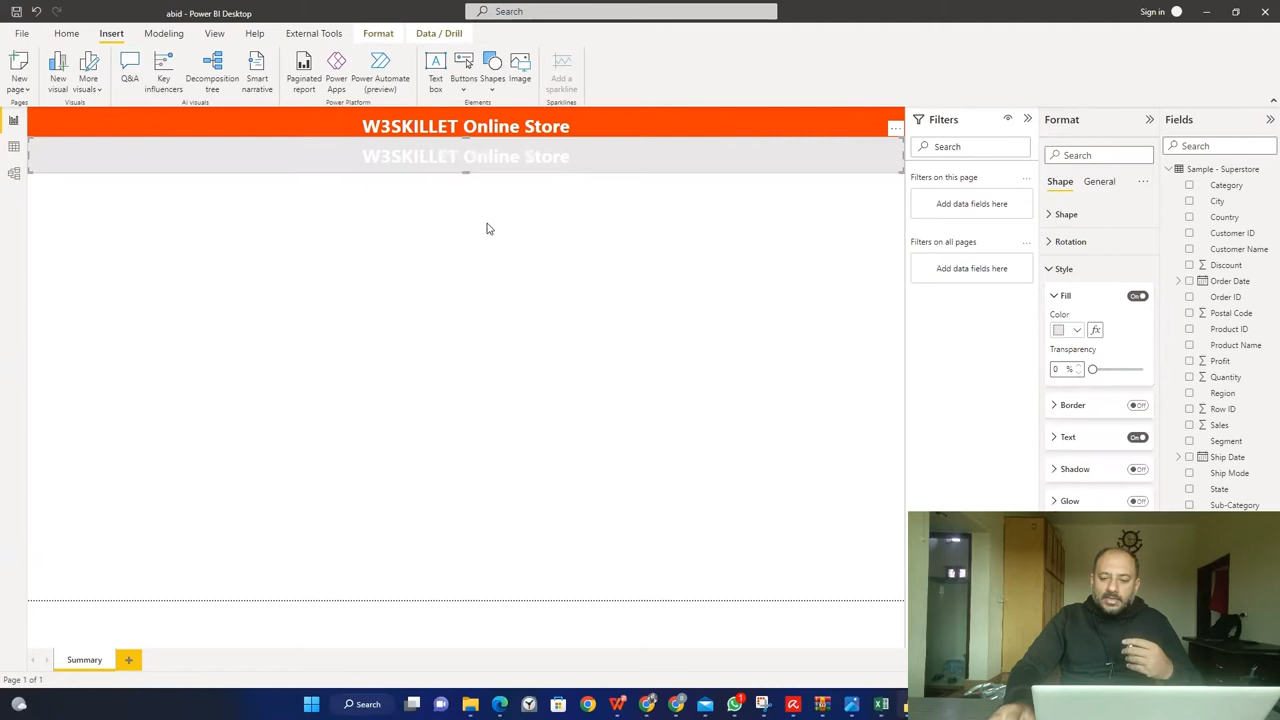 abid - Power BI Desktop
Search
Sign in
File
Home
Insert
Modeling
View
Help
External Tools
Format
Data / Drill
New page
New visual
More visuals
Q&A
Key influencers
Decomposition tree
Smart narrative
Paginated report
Power Apps
Power Automate (preview)
Text box
Buttons
Shapes
Image
Add a sparkline
Pages
Visuals
AI visuals
Power Platform
Elements
Sparklines
W3SKILLET Online Store
W3SKILLET Online Store
Filters
Search
Filters on this page
Add data fields here
Filters on all pages
Add data fields here
Format
Search
Shape
General
Shape
Rotation
Style
Fill
On
Color
fx
Transparency
0 %
Border
Off
Text
On
Shadow
Off
Glow
Off
Fields
Search
Sample - Superstore
Category
City
Country
Customer ID
Customer Name
Discount
Order Date
Order ID
Postal Code
Product ID
Product Name
Profit
Quantity
Region
Row ID
Sales
Segment
Ship Date
Ship Mode
State
Sub-Category
Summary
Page 1 of 1
Search
1